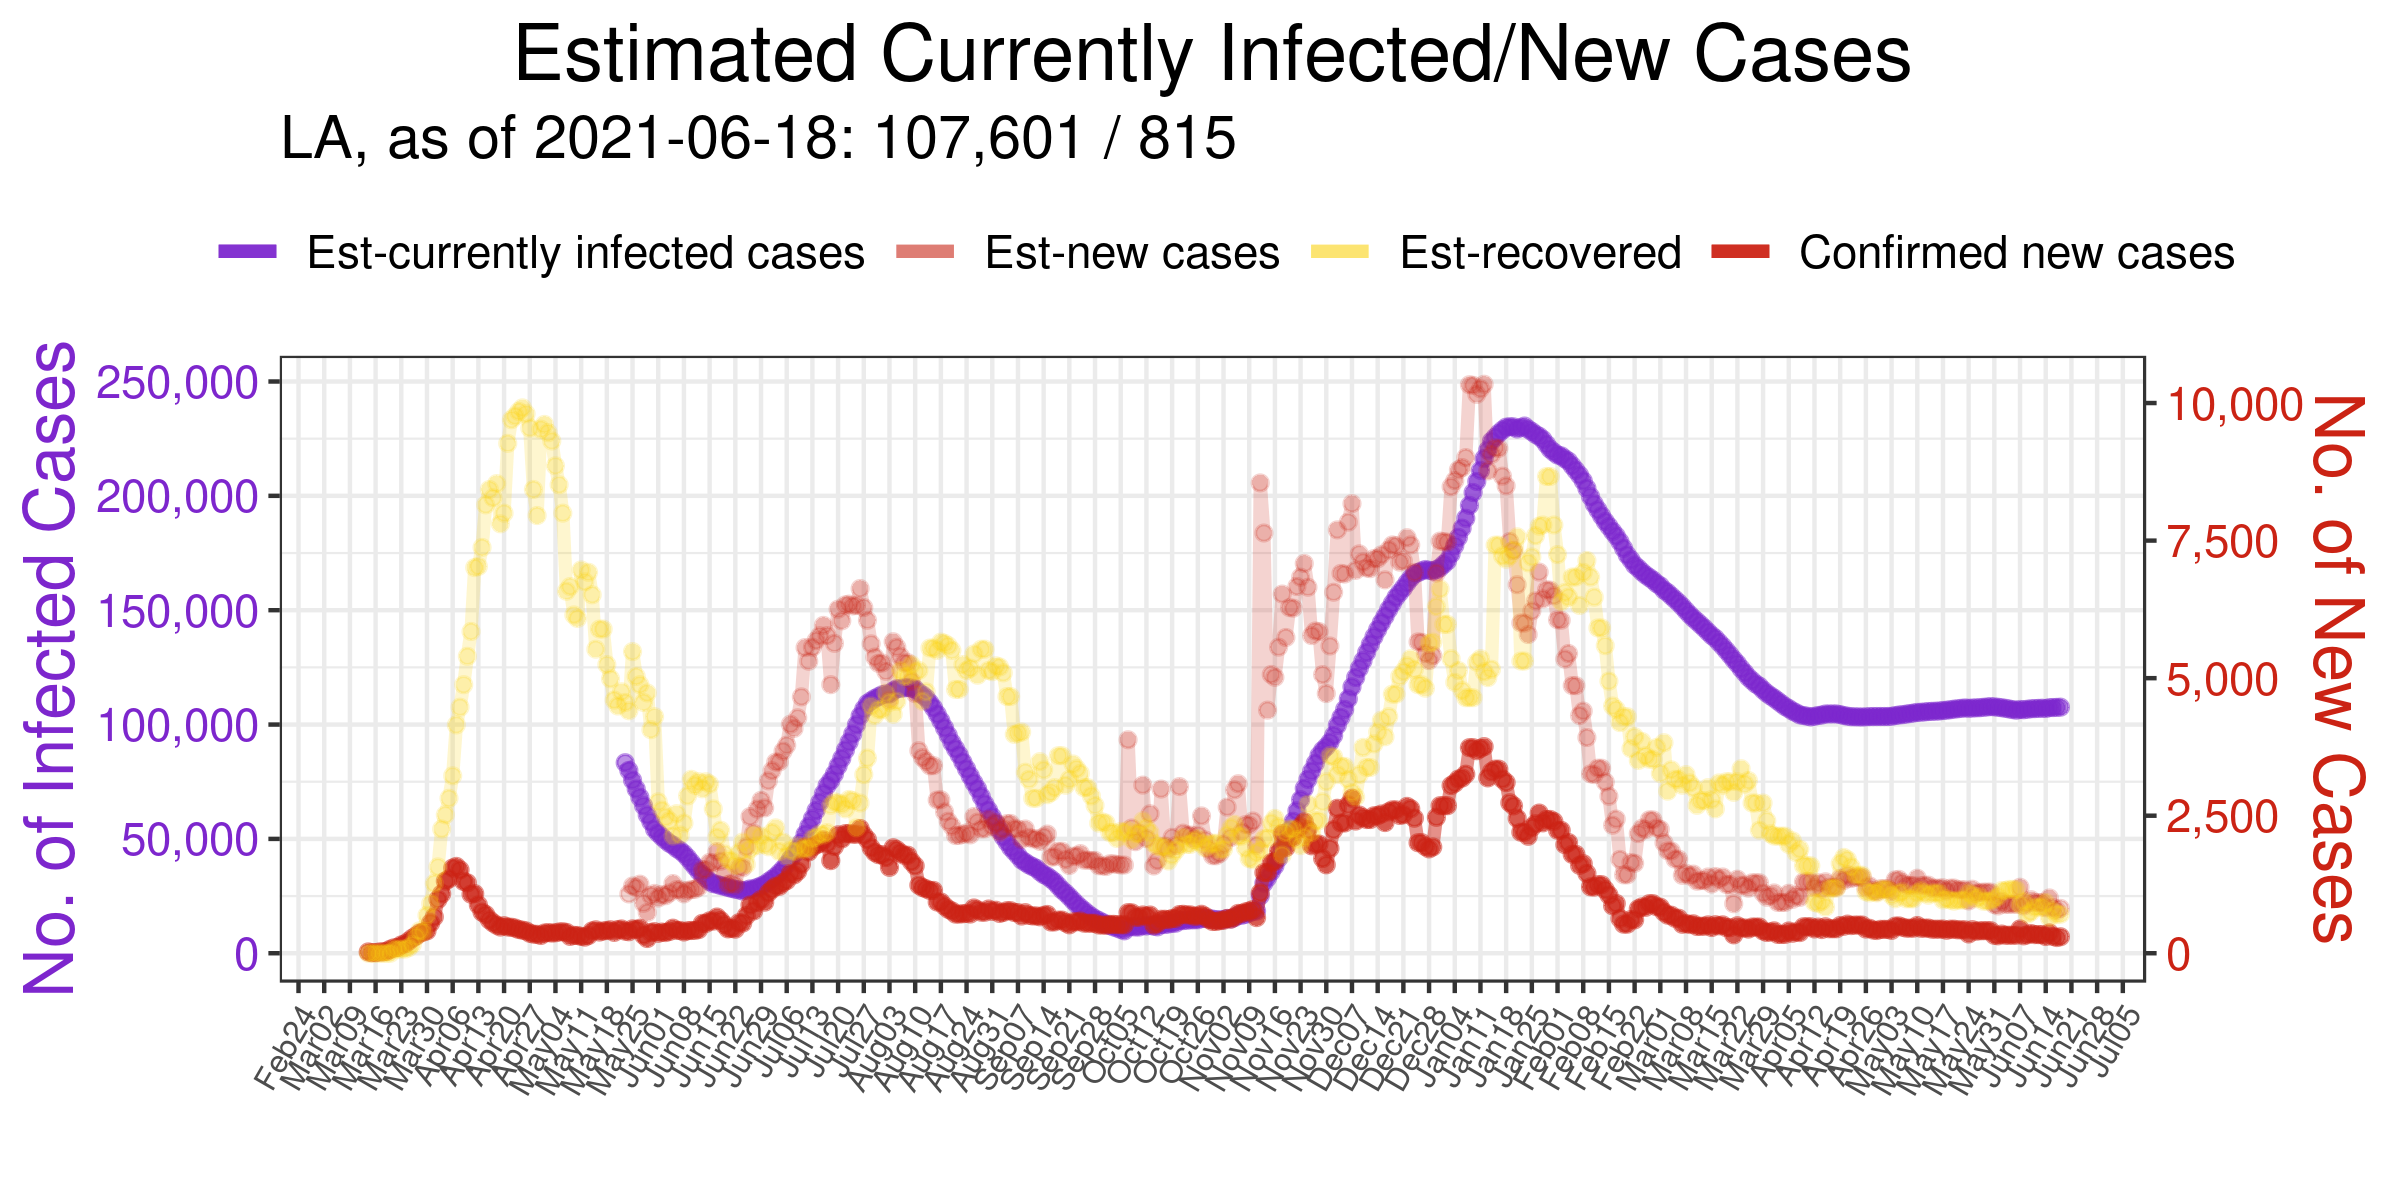 Estimated Currently Infected/New Cases
LA, as of 2021-06-18: 107,601 / 815
Est-currently infected cases Est-new cases Est-recovered Confirmed new cases
No. of Infected Cases
250,000
200,000
150,000
100,000
50,000
0
10,000
7,500
5,000
2,500
0
No. of New Cases
Feb24 Mar02 Mar09 Mar16 Mar23 Mar30 Apr06 Apr13 Apr20 Apr27 May04 May11 May18 May25 Jun01 Jun08 Jun15 Jun22 Jun29 Jul06 Jul13 Jul20 Jul27 Aug03 Aug10 Aug17 Aug24 Aug31 Sep07 Sep14 Sep21 Sep28 Oct05 Oct12 Oct19 Oct26 Nov02 Nov09 Nov16 Nov23 Nov30 Dec07 Dec14 Dec21 Dec28 Jan04 Jan11 Jan18 Jan25 Feb01 Feb08 Feb15 Feb22 Mar01 Mar08 Mar15 Mar22 Mar29 Apr05 Apr12 Apr19 Apr26 May03 May10 May17 May24 May31 Jun07 Jun14 Jun21 Jun28 Jul05